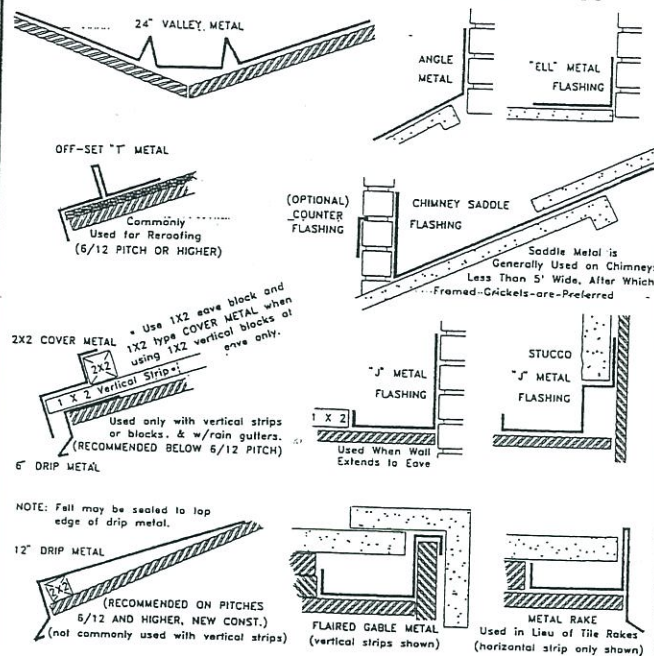 24" VALLEY METAL
ANGLE
METAL
"ELL" METAL
FLASHING
OFF-SET "T" METAL
Commonly
Used for Reroofing
(6/12 PITCH OR HIGHER)
(OPTIONAL)
COUNTER
FLASHING
CHIMNEY SADDLE
FLASHING
Saddle Metal is
Generally Used on Chimney
Less Than 5' Wide, After Which
Framed Crickets are Preferred
2X2 COVER METAL
• Use 1X2 eave block and
1X2 type COVER METAL when
using 1X2 vertical blocks at
eave only.
2X2
1 X 2 Vertical Strip•
Used only with vertical strips
or blocks. & w/rain gutters.
(RECOMMENDED BELOW 6/12 PITCH)
6" DRIP METAL
"J" METAL
FLASHING
1 X 2
Used When Wall
Extends to Eave
STUCCO
"J" METAL
FLASHING
NOTE: Felt may be sealed to top
edge of drip metal.
12" DRIP METAL
2X2
(RECOMMENDED ON PITCHES
6/12 AND HIGHER, NEW CONST.)
(not commonly used with vertical strips)
FLAIRED GABLE METAL
(vertical strips shown)
METAL RAKE
Used in Lieu of Tile Rakes
(horizontal strip only shown)